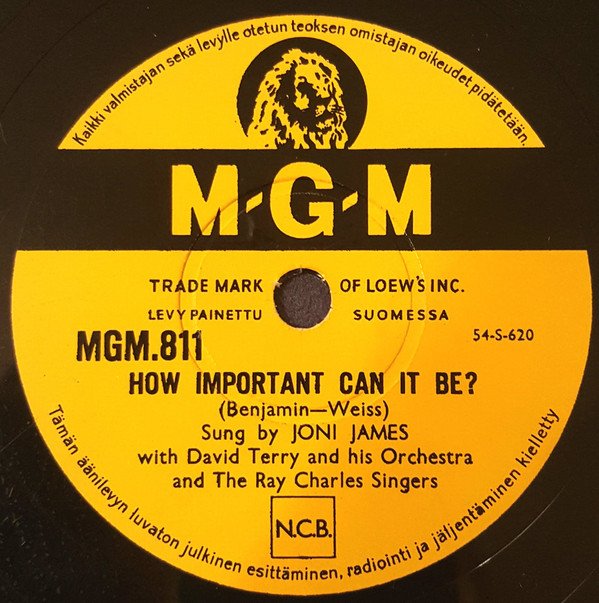 Kaikki valmistajan sekä levylle otetun teoksen omistajan oikeudet pidätetään.
M-G-M
TRADE MARK OF LOEW'S INC.
LEVY PAINETTU SUOMESSA
MGM.811
54-S-620
HOW IMPORTANT CAN IT BE?
(Benjamin—Weiss)
Sung by JONI JAMES
with David Terry and his Orchestra
and The Ray Charles Singers
N.C.B.
Tämän äänilevyn luvaton julkinen esittäminen, radiointi ja jäljentäminen kielletty